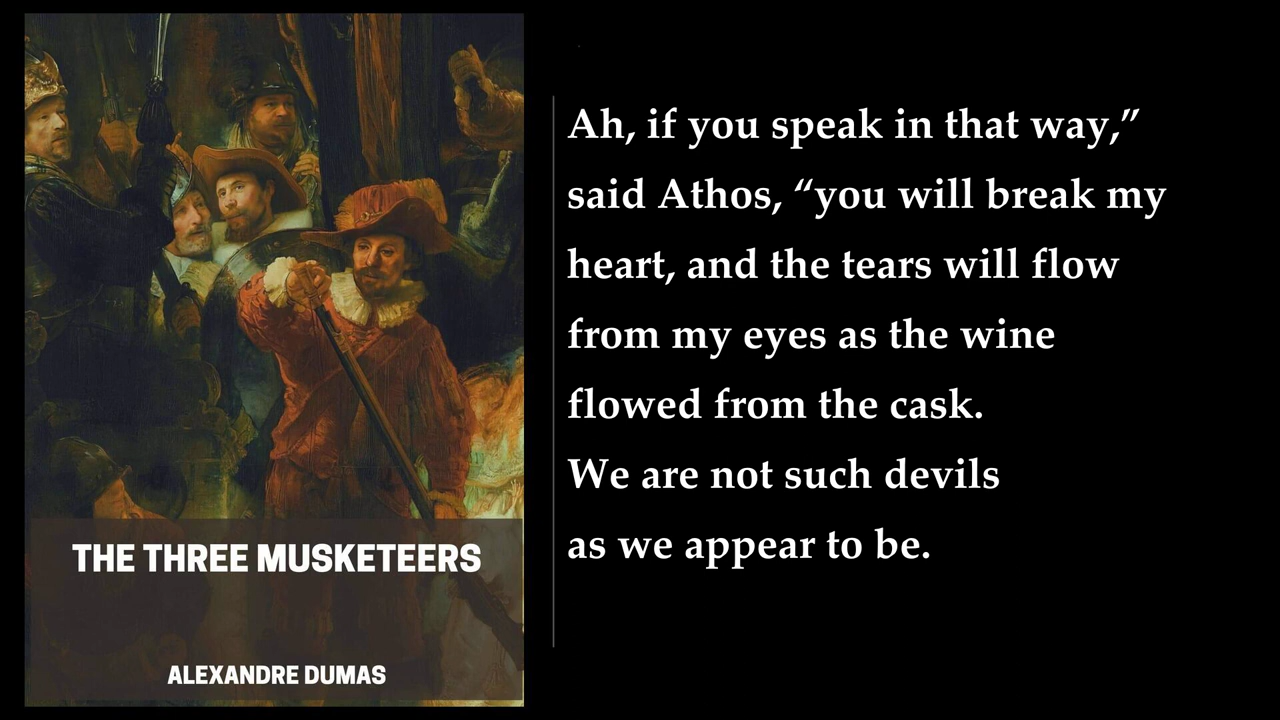 THE THREE MUSKETEERS
ALEXANDRE DUMAS
Ah, if you speak in that way,”
said Athos, “you will break my
heart, and the tears will flow
from my eyes as the wine
flowed from the cask.
We are not such devils
as we appear to be.